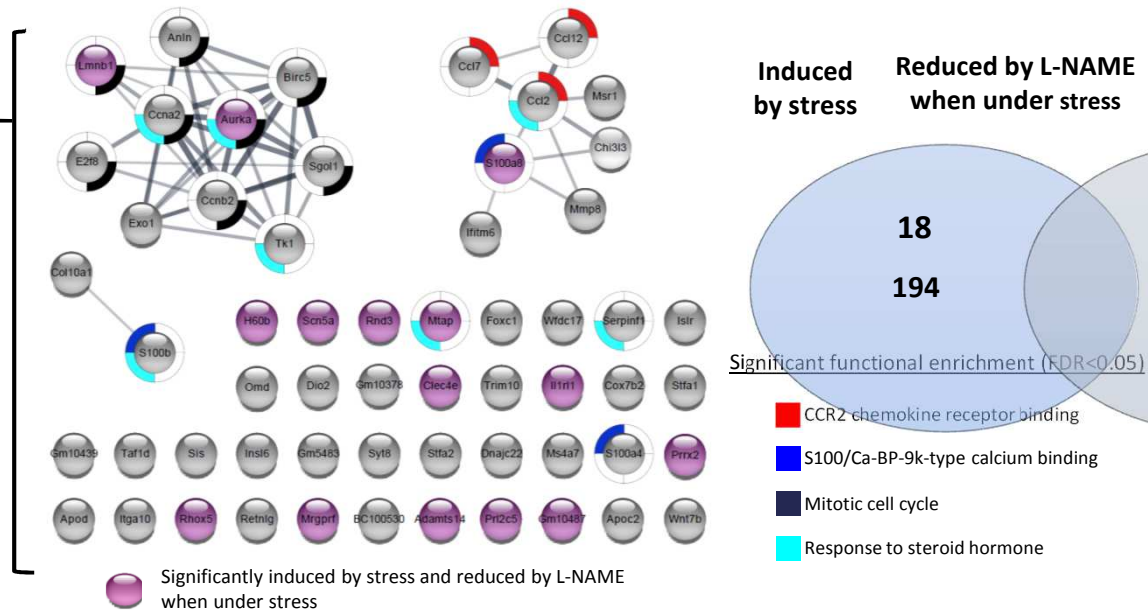 Anln
Lmnb1
Birc5
Ccna2
Aurka
E2f8
Sgol1
Ccnb2
Exo1
Tk1
Ccl12
Ccl7
Ccl2
Msr1
Chi3l3
S100a8
Mmp8
Ifitm6
Col10a1
S100b
H60b Scn5a Rnd3 Mtap Foxc1 Wfdc17 Serpinf1 Islr
Omd Dio2 Gm10378 Clec4e Trim10 Il1rl1 Cox7b2 Stfa1
Gm10439 Taf1d Sis Insl6 Gm5483 Syt8 Stfa2 Dnajc22 Ms4a7 S100a4 Prrx2
Apod Itga10 Rhox5 Retnlg Mrgprf BC100530 Adamts14 Prl2c5 Gm10487 Apoc2 Wnt7b
Significantly induced by stress and reduced by L-NAME
when under stress
Induced
by stress
Reduced by L-NAME
when under stress
18
194
Significant functional enrichment (FDR<0.05)
CCR2 chemokine receptor binding
S100/Ca-BP-9k-type calcium binding
Mitotic cell cycle
Response to steroid hormone